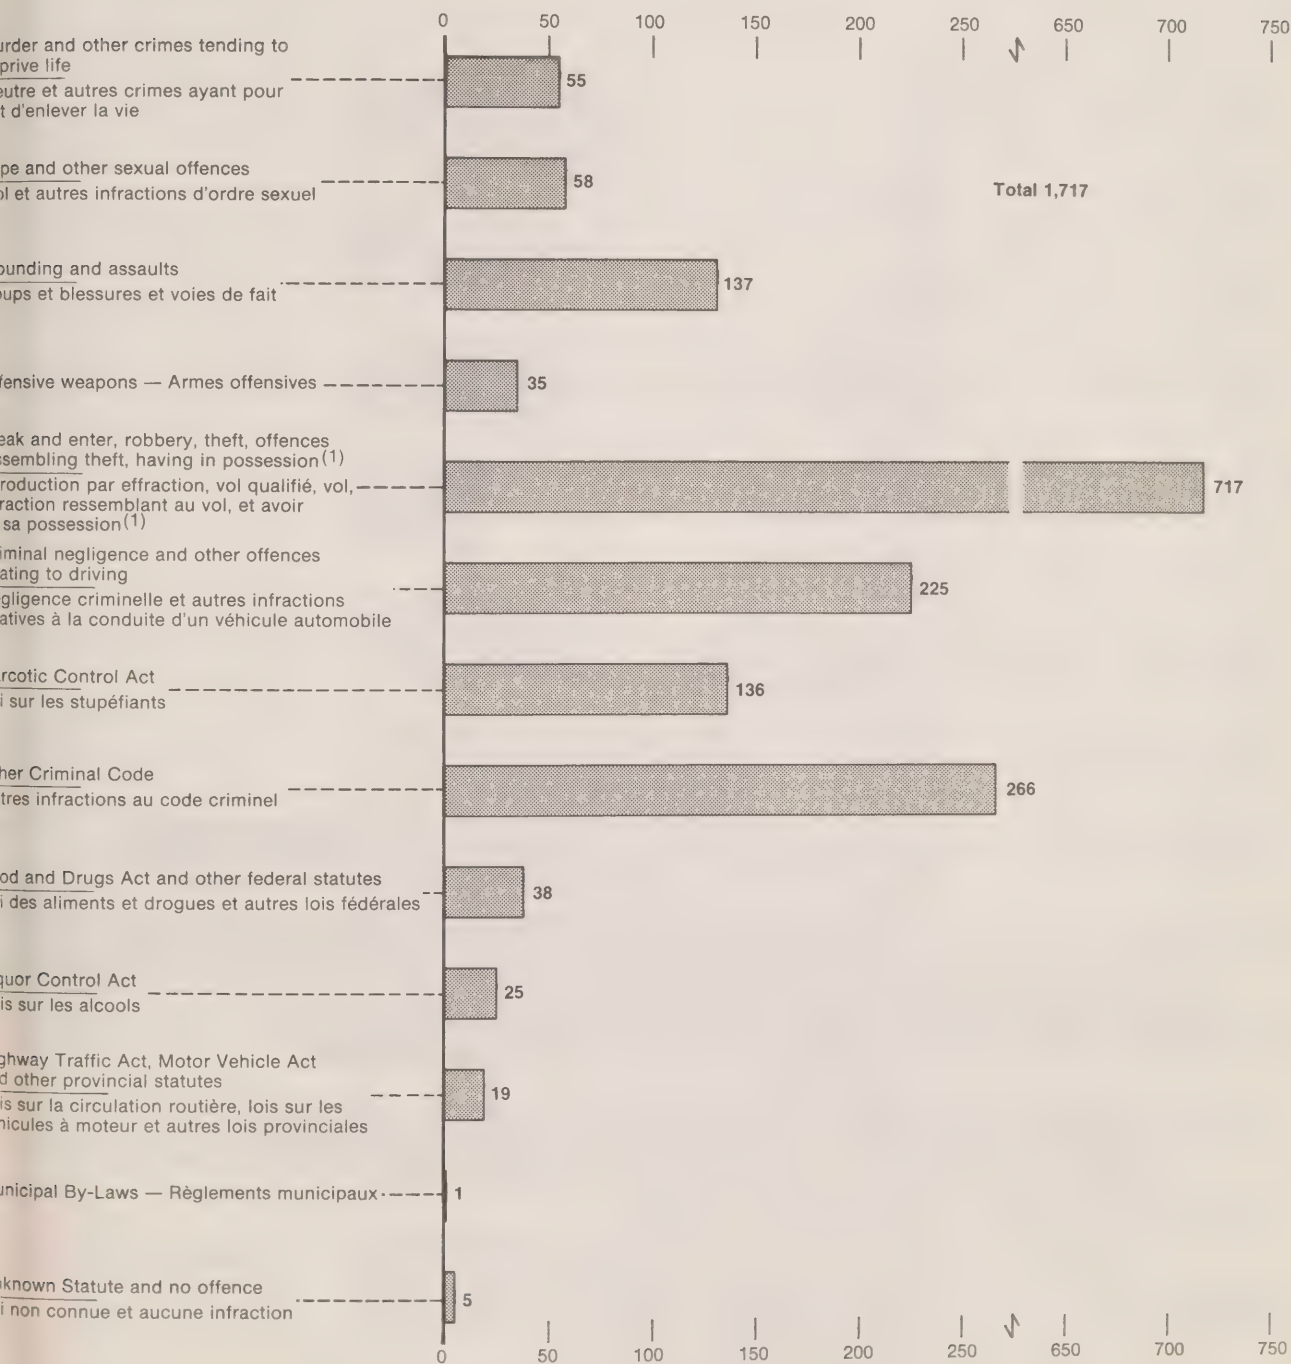 0 50 100 150 200 250 650 700 750
urder and other crimes tending to
prive life
eutre et autres crimes ayant pour
t d'enlever la vie
55
pe and other sexual offences
ol et autres infractions d'ordre sexuel
58
Total 1,717
ounding and assaults
oups et blessures et voies de fait
137
fensive weapons — Armes offensives
35
eak and enter, robbery, theft, offences
ssembling theft, having in possession(1)
roduction par effraction, vol qualifié, vol,
raction ressemblant au vol, et avoir
sa possession(1)
717
iminal negligence and other offences
ating to driving
gligence criminelle et autres infractions
atives à la conduite d'un véhicule automobile
225
rcotic Control Act
i sur les stupéfiants
136
her Criminal Code
tres infractions au code criminel
266
od and Drugs Act and other federal statutes
i des aliments et drogues et autres lois fédérales
38
quor Control Act
is sur les alcools
25
ghway Traffic Act, Motor Vehicle Act
d other provincial statutes
is sur la circulation routière, lois sur les
hicules à moteur et autres lois provinciales
19
unicipal By-Laws — Règlements municipaux
1
known Statute and no offence
i non connue et aucune infraction
5
0 50 100 150 200 250 650 700 750